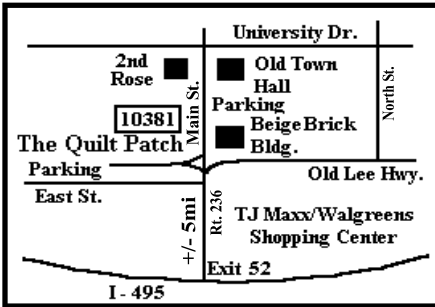 University Dr.
2nd
Rose
Old Town
Hall
Main St.
North St.
Parking
10381
Beige Brick
Bldg.
The Quilt Patch
Parking
Old Lee Hwy.
East St.
+/- 5mi
Rt. 236
TJ Maxx/Walgreens
Shopping Center
Exit 52
I - 495